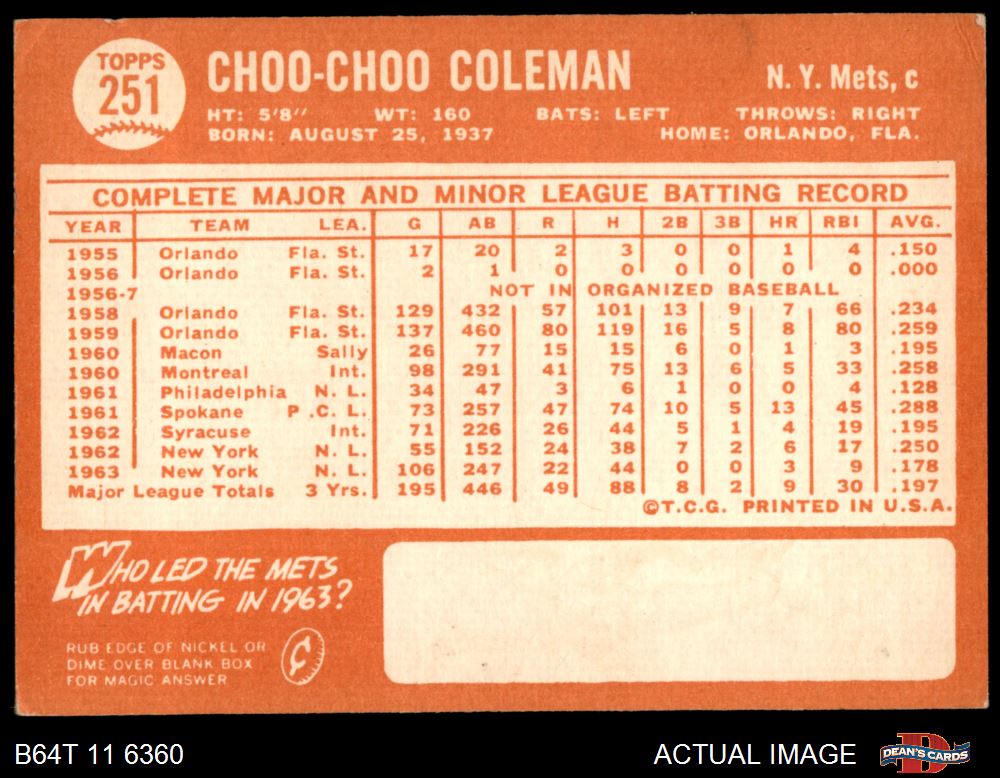 TOPPS
251
CHOO-CHOO COLEMAN
N. Y. Mets, c
HT: 5'8'' WT: 160 BATS: LEFT THROWS: RIGHT
BORN: AUGUST 25, 1937 HOME: ORLANDO, FLA.
COMPLETE MAJOR AND MINOR LEAGUE BATTING RECORD
YEAR TEAM LEA. G AB R H 2B 3B HR RBI AVG.
1955 Orlando Fla. St. 17 20 2 3 0 0 1 4 .150
1956 Orlando Fla. St. 2 1 0 0 0 0 0 0 .000
1956-7 NOT IN ORGANIZED BASEBALL
1958 Orlando Fla. St. 129 432 57 101 13 9 7 66 .234
1959 Orlando Fla. St. 137 460 80 119 16 5 8 80 .259
1960 Macon Sally 26 77 15 15 6 0 1 3 .195
1960 Montreal Int. 98 291 41 75 13 6 5 33 .258
1961 Philadelphia N. L. 34 47 3 6 1 0 0 4 .128
1961 Spokane P .C. L. 73 257 47 74 10 5 13 45 .288
1962 Syracuse Int. 71 226 26 44 5 1 4 19 .195
1962 New York N. L. 55 152 24 38 7 2 6 17 .250
1963 New York N. L. 106 247 22 44 0 0 3 9 .178
Major League Totals 3 Yrs. 195 446 49 88 8 2 9 30 .197
©T.C.G. PRINTED IN U.S.A.
WHO LED THE METS
IN BATTING IN 1963?
RUB EDGE OF NICKEL OR
DIME OVER BLANK BOX
FOR MAGIC ANSWER
¢
B64T 11 6360
ACTUAL IMAGE
D
DEAN'S CARDS